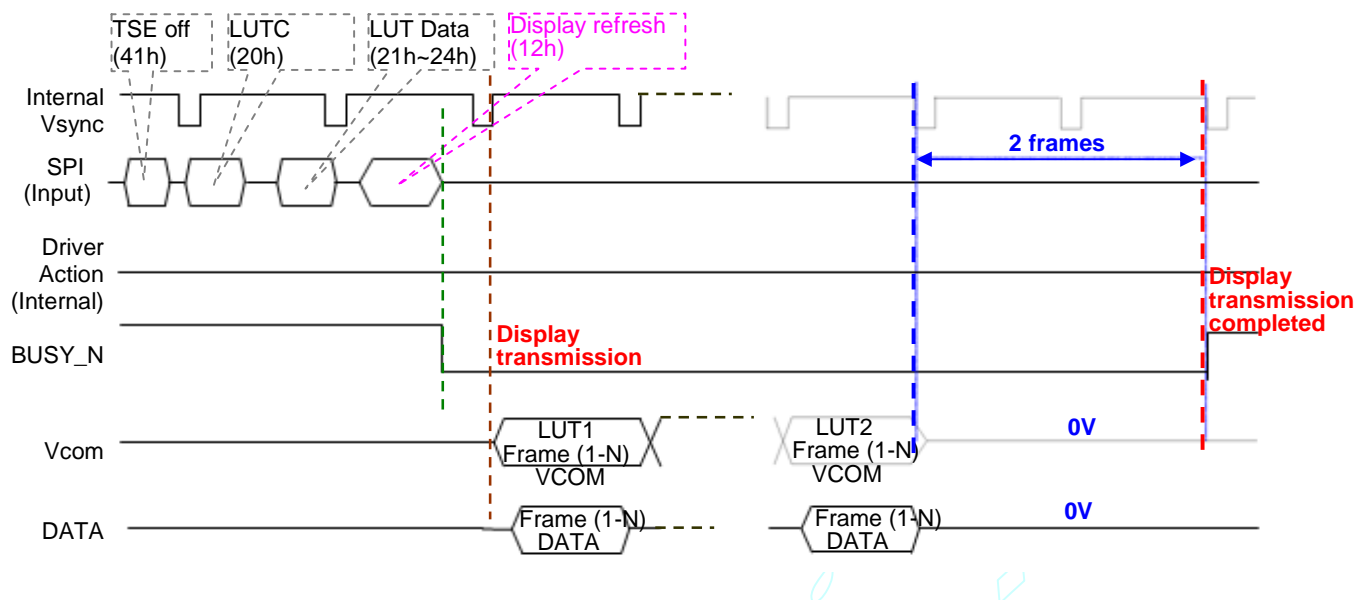 TSE off
(41h)
LUTC
(20h)
LUT Data
(21h~24h)
Display refresh
(12h)
Internal
Vsync
2 frames
SPI
(Input)
Driver
Action
(Internal)
Display
transmission
completed
Display
transmission
BUSY_N
Vcom
LUT1
Frame (1-N)
VCOM
LUT2
Frame (1-N)
VCOM
0V
DATA
Frame (1-N)
DATA
Frame (1-N)
DATA
0V